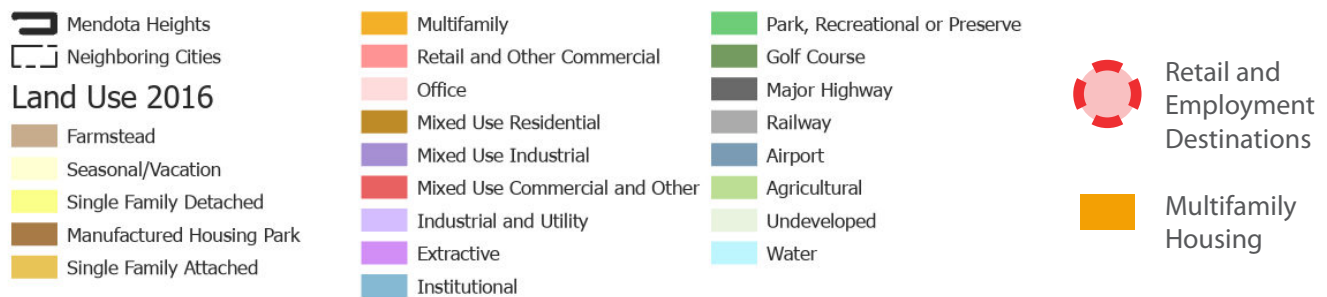 Mendota Heights
Neighboring Cities
Land Use 2016
Farmstead
Seasonal/Vacation
Single Family Detached
Manufactured Housing Park
Single Family Attached
Multifamily
Retail and Other Commercial
Office
Mixed Use Residential
Mixed Use Industrial
Mixed Use Commercial and Other
Industrial and Utility
Extractive
Institutional
Park, Recreational or Preserve
Golf Course
Major Highway
Railway
Airport
Agricultural
Undeveloped
Water
Retail and
Employment
Destinations
Multifamily
Housing